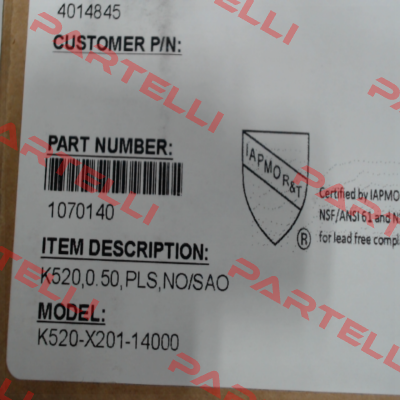 4014845
CUSTOMER P/N:
PART NUMBER:
1070140
IAPMO R&T
®
Certified by IAPMO
NSF/ANSI 61 and N
for lead free compl
ITEM DESCRIPTION:
K520,0.50,PLS,NO/SAO
MODEL:
K520-X201-14000
PARTELLI
PARTELLI
PARTELLI
PARTELLI
PARTELLI